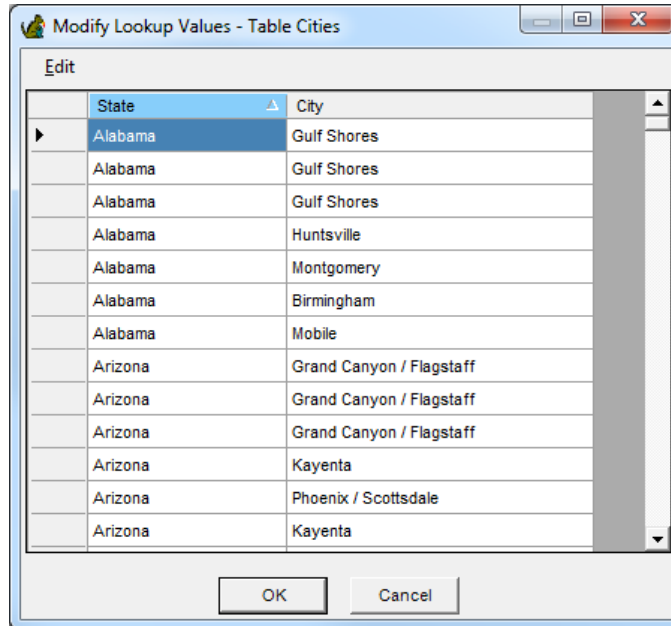 Modify Lookup Values - Table Cities
Edit
State City
Alabama Gulf Shores
Alabama Gulf Shores
Alabama Gulf Shores
Alabama Huntsville
Alabama Montgomery
Alabama Birmingham
Alabama Mobile
Arizona Grand Canyon / Flagstaff
Arizona Grand Canyon / Flagstaff
Arizona Grand Canyon / Flagstaff
Arizona Kayenta
Arizona Phoenix / Scottsdale
Arizona Kayenta
OK Cancel